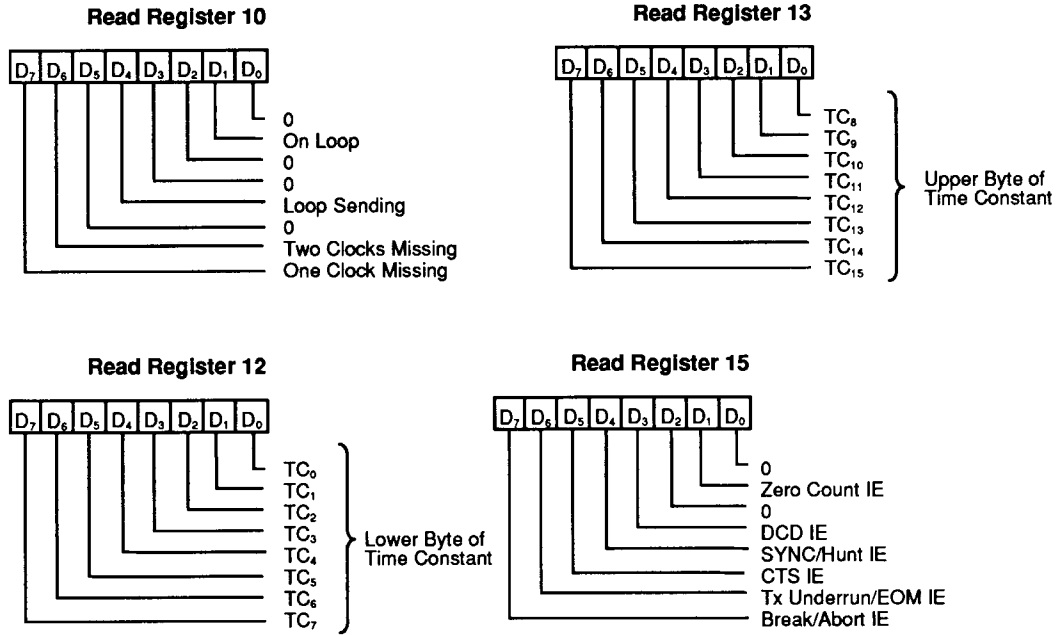 Read Register 10
D₇ D₆ D₅ D₄ D₃ D₂ D₁ D₀
0
On Loop
0
0
Loop Sending
0
Two Clocks Missing
One Clock Missing
Read Register 13
D₇ D₆ D₅ D₄ D₃ D₂ D₁ D₀
TC₈
TC₉
TC₁₀
TC₁₁
TC₁₂
TC₁₃
TC₁₄
TC₁₅
Upper Byte of
Time Constant
Read Register 12
D₇ D₆ D₅ D₄ D₃ D₂ D₁ D₀
TC₀
TC₁
TC₂
TC₃
TC₄
TC₅
TC₆
TC₇
Lower Byte of
Time Constant
Read Register 15
D₇ D₆ D₅ D₄ D₃ D₂ D₁ D₀
0
Zero Count IE
0
DCD IE
SYNC/Hunt IE
CTS IE
Tx Underrun/EOM IE
Break/Abort IE